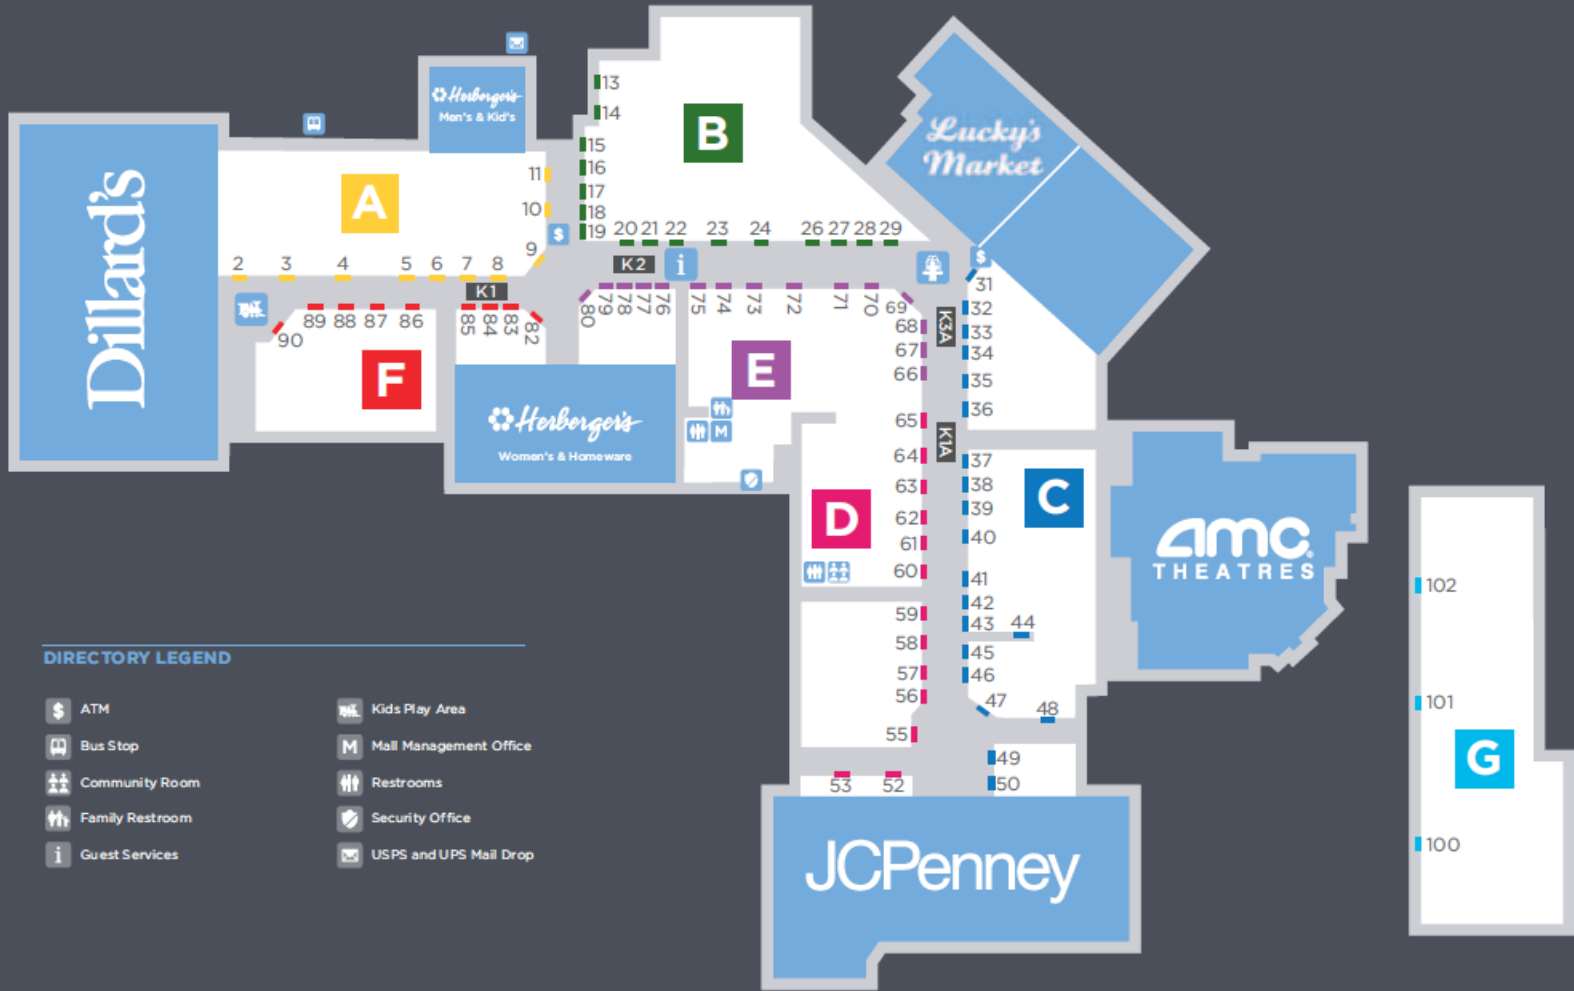 Dillard's
Herberger's
Men's & Kid's
A
B
Lucky's
Market
13
14
15
16
17
18
19
11
10
9
2
3
4
5
6
7
8
20
21
22
23
24
26
27
28
29
$
K1
K2
i
$
31
90
89
88
87
86
85
84
83
82
80
79
78
77
76
75
74
73
72
71
70
69
F
E
68
67
66
65
64
63
62
61
60
59
58
57
56
55
53
52
K3A
K1A
32
33
34
35
36
37
38
39
40
41
42
43
44
45
46
47
48
49
50
Herberger's
Women's & Homeware
M
D
C
amc
THEATRES
102
101
100
G
JCPenney
DIRECTORY LEGEND
$ ATM
Bus Stop
Community Room
Family Restroom
i Guest Services
Kids Play Area
M Mall Management Office
Restrooms
Security Office
USPS and UPS Mail Drop